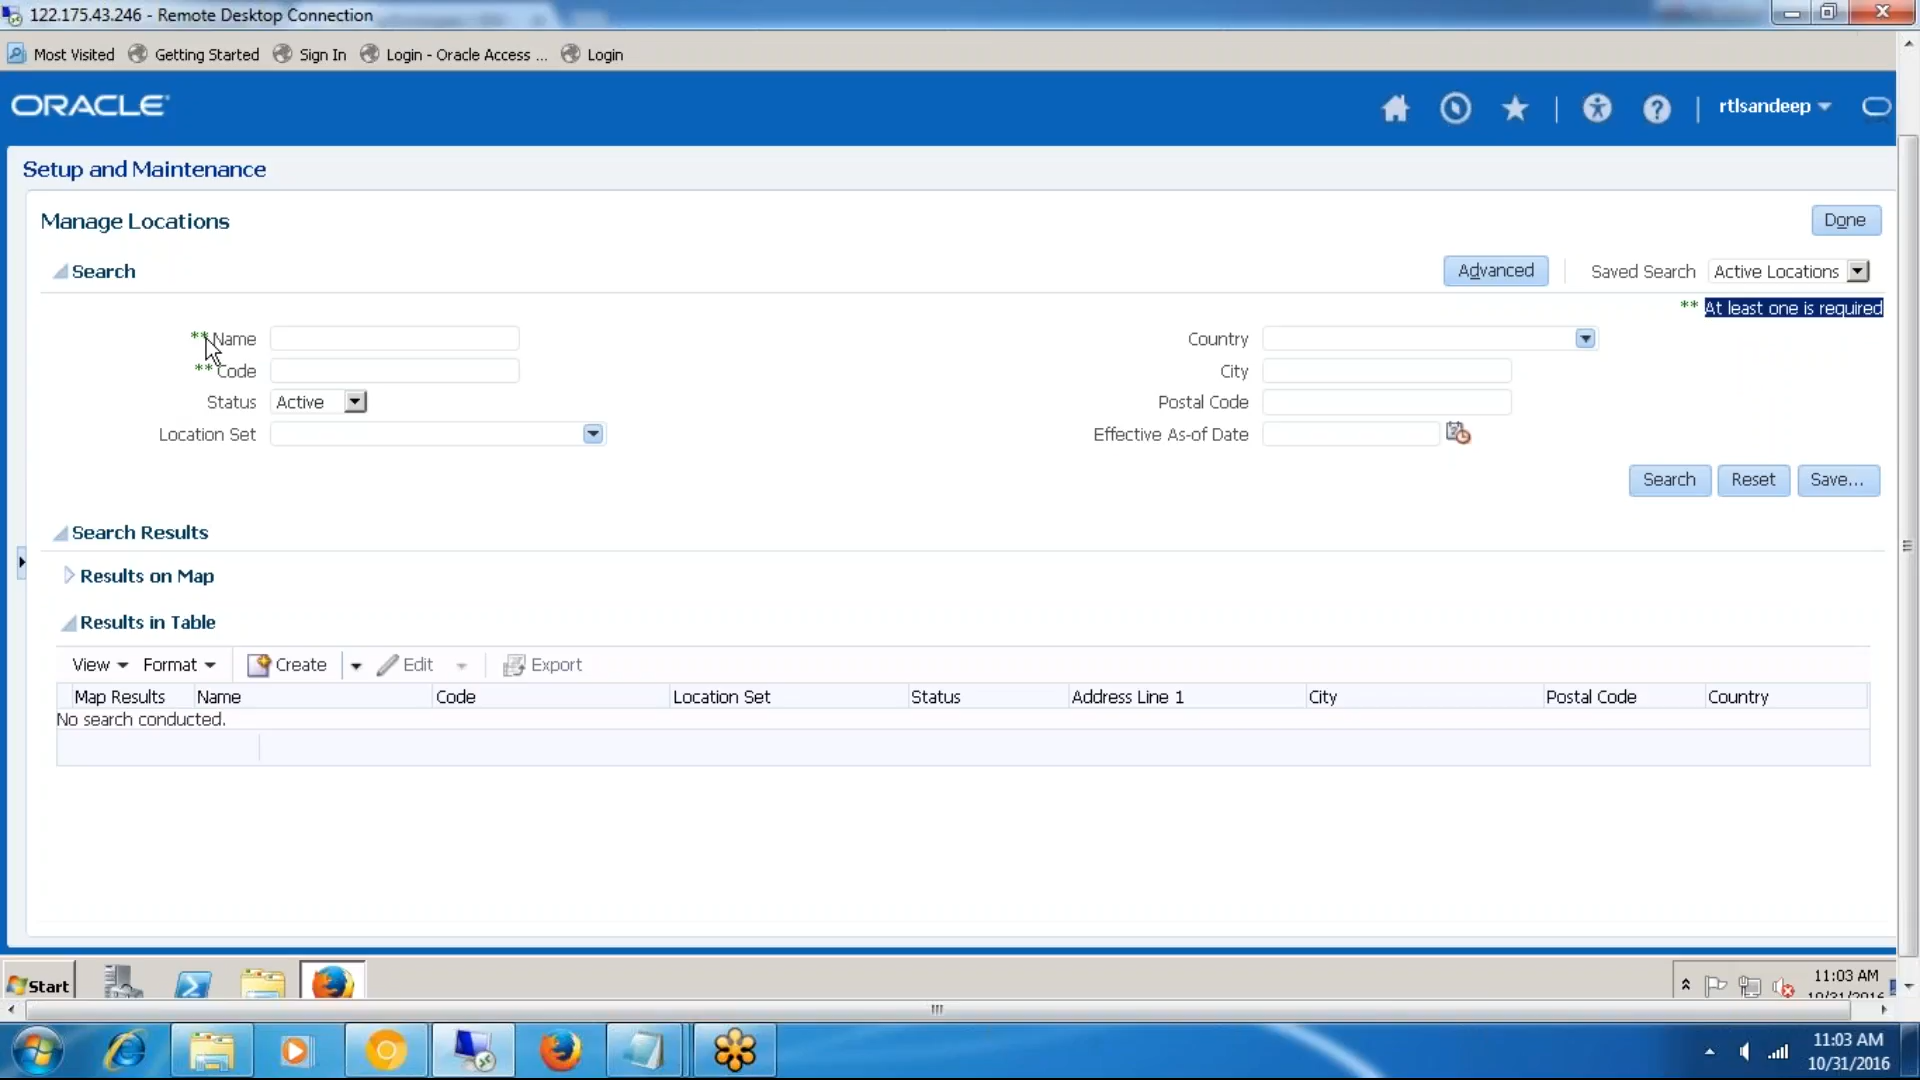 122.175.43.246 - Remote Desktop Connection
Most Visited Getting Started Sign In Login - Oracle Access ... Login
ORACLE
rtlsandeep
Setup and Maintenance
Manage Locations
Done
Search
Advanced
Saved Search Active Locations
** At least one is required
** Name
Country
** Code
City
Status Active
Postal Code
Location Set
Effective As-of Date
Search Reset Save...
Search Results
Results on Map
Results in Table
View Format Create Edit Export
Map Results Name Code Location Set Status Address Line 1 City Postal Code Country
No search conducted.
Start
11:03 AM
10/31/2016
11:03 AM
10/31/2016